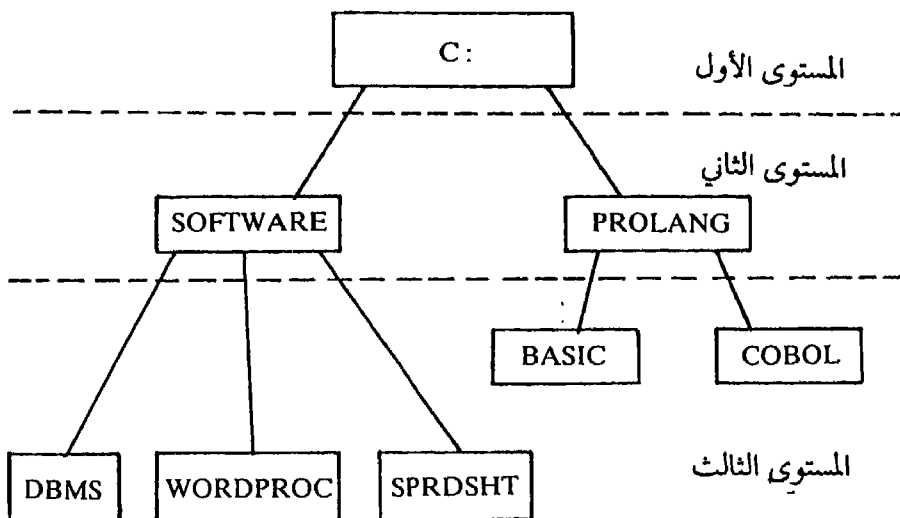 C:
المستوى الأول
المستوى الثاني
SOFTWARE
PROLANG
BASIC
COBOL
المستوى الثالث
DBMS
WORDPROC
SPRDSHT